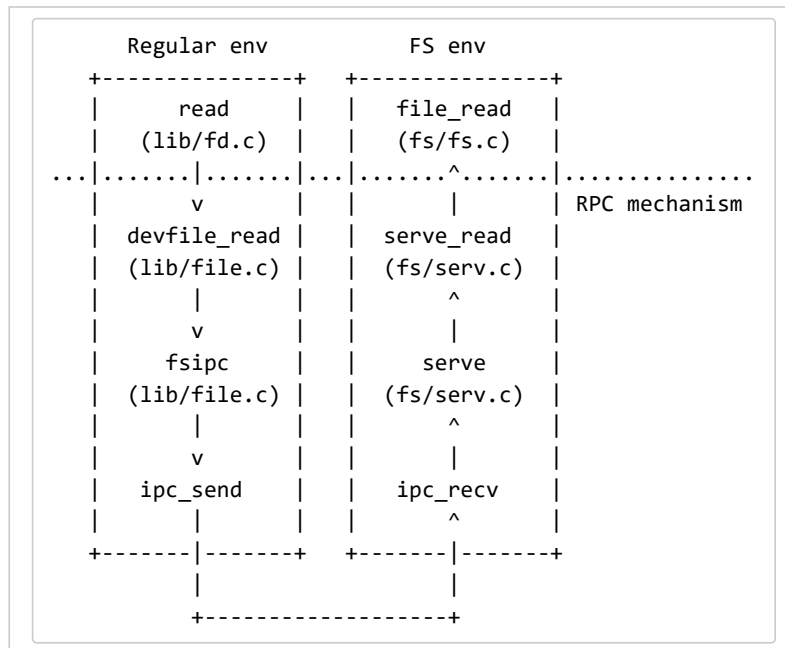 Regular env FS env
+---------------+ +---------------+
| read | | file_read |
| (lib/fd.c) | | (fs/fs.c) |
...|.......|.......|...|.......^.......|...............
| v | | | | RPC mechanism
| devfile_read | | serve_read |
| (lib/file.c) | | (fs/serv.c) |
| | | | ^ |
| v | | | |
| fsipc | | serve |
| (lib/file.c) | | (fs/serv.c) |
| | | | ^ |
| v | | | |
| ipc_send | | ipc_recv |
| | | | ^ |
+-------|-------+ +-------|-------+
| |
+-------------------+